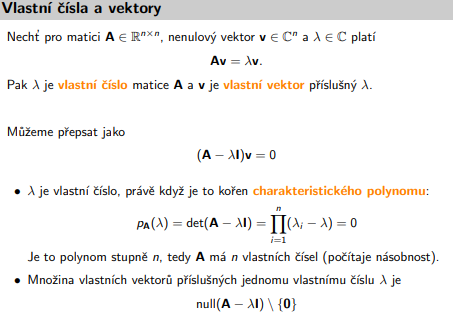 Vlastní čísla a vektory
Nechť pro matici A ∈ ℝⁿˣⁿ, nenulový vektor v ∈ ℂⁿ a λ ∈ ℂ platí
Av = λv.
Pak λ je vlastní číslo matice A a v je vlastní vektor příslušný λ.
Můžeme přepsat jako
(A − λI)v = 0
• λ je vlastní číslo, právě když je to kořen charakteristického polynomu:
p_A(λ) = det(A − λI) = ∏_{i=1}^{n} (λᵢ − λ) = 0
Je to polynom stupně n, tedy A má n vlastních čísel (počítaje násobnost).
• Množina vlastních vektorů příslušných jednomu vlastnímu číslu λ je
null(A − λI) \ {0}